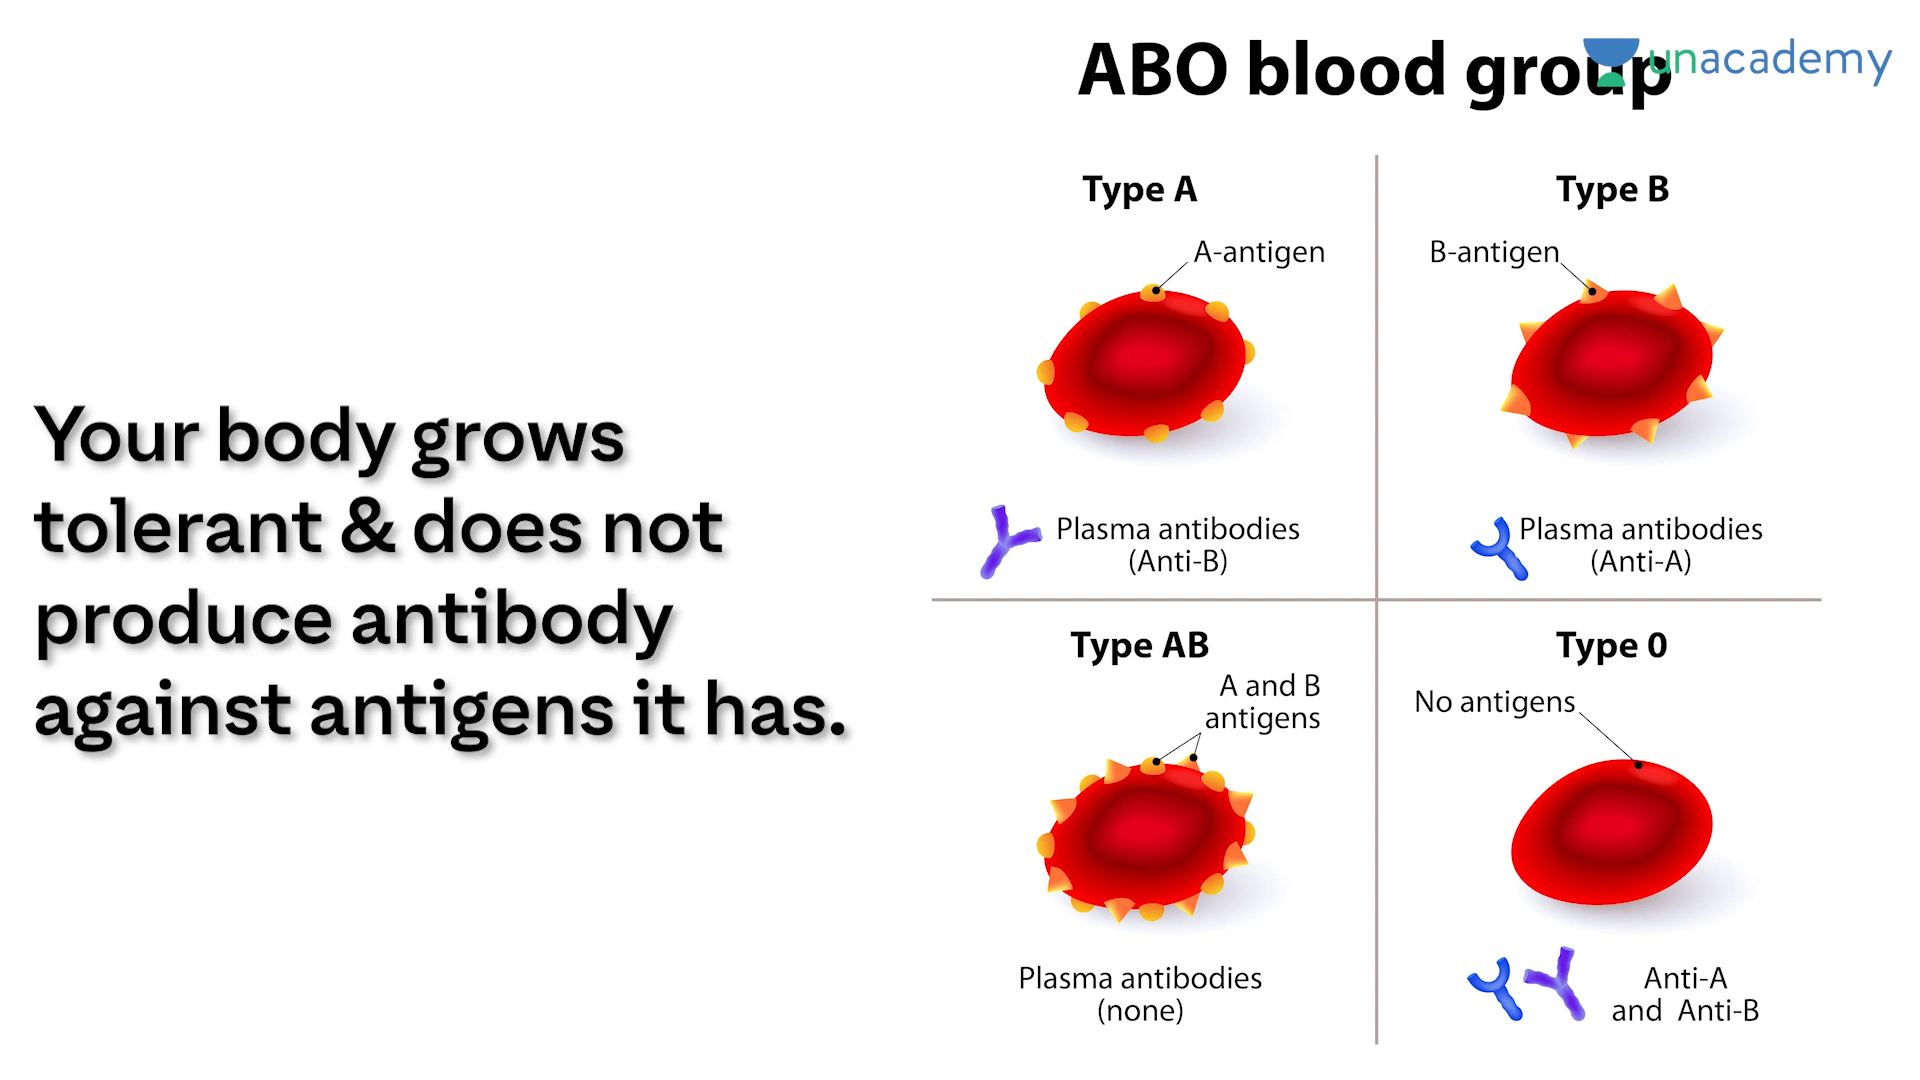 ABO blood group
unacademy
Your body grows
tolerant & does not
produce antibody
against antigens it has.
Type A
A-antigen
Plasma antibodies
(Anti-B)
Type B
B-antigen
Plasma antibodies
(Anti-A)
Type AB
A and B
antigens
Plasma antibodies
(none)
Type 0
No antigens
Anti-A
and Anti-B